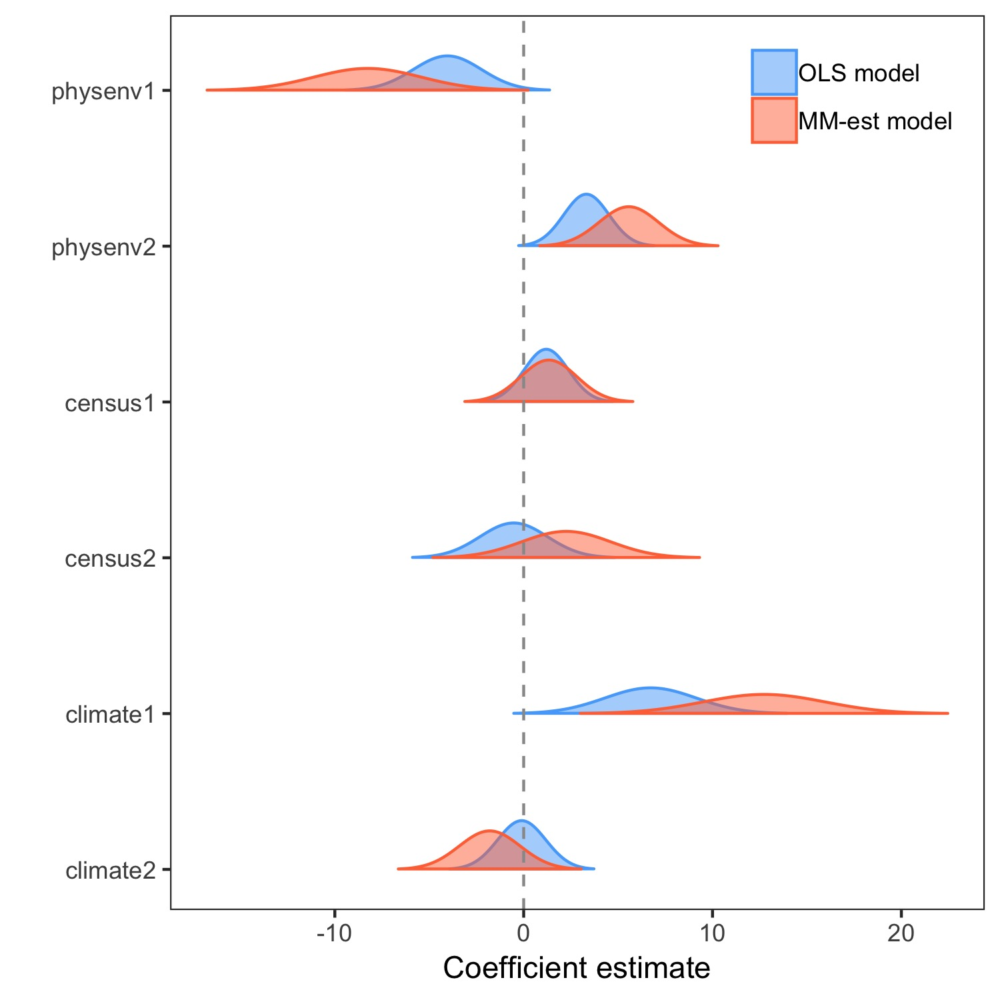 OLS model
MM-est model
physenv1
physenv2
census1
census2
climate1
climate2
-10 0 10 20
Coefficient estimate